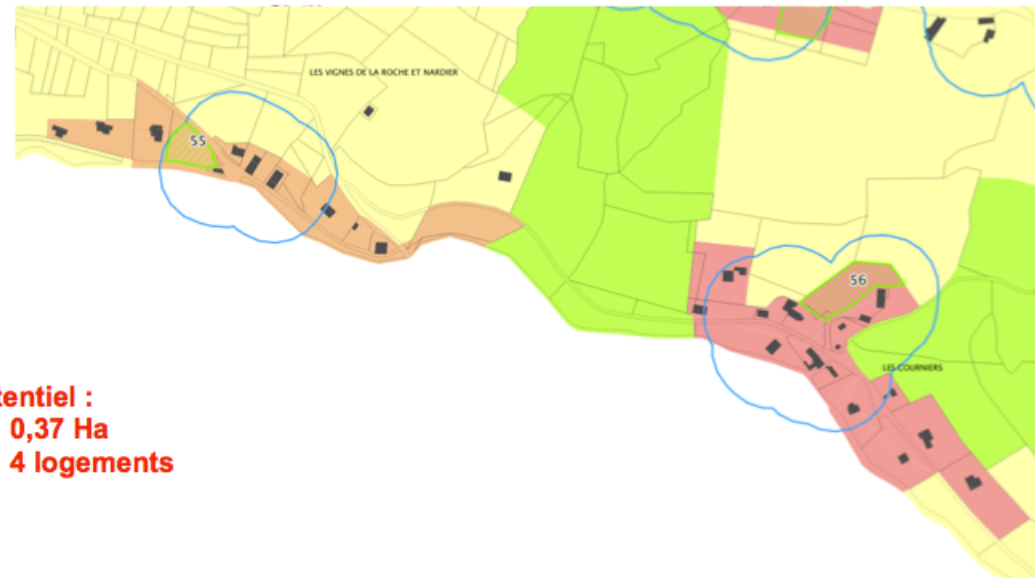 LES VIGNES DE LA ROCHE ET NARDIER
55
56
LES COURNIERS
tentiel :
0,37 Ha
4 logements